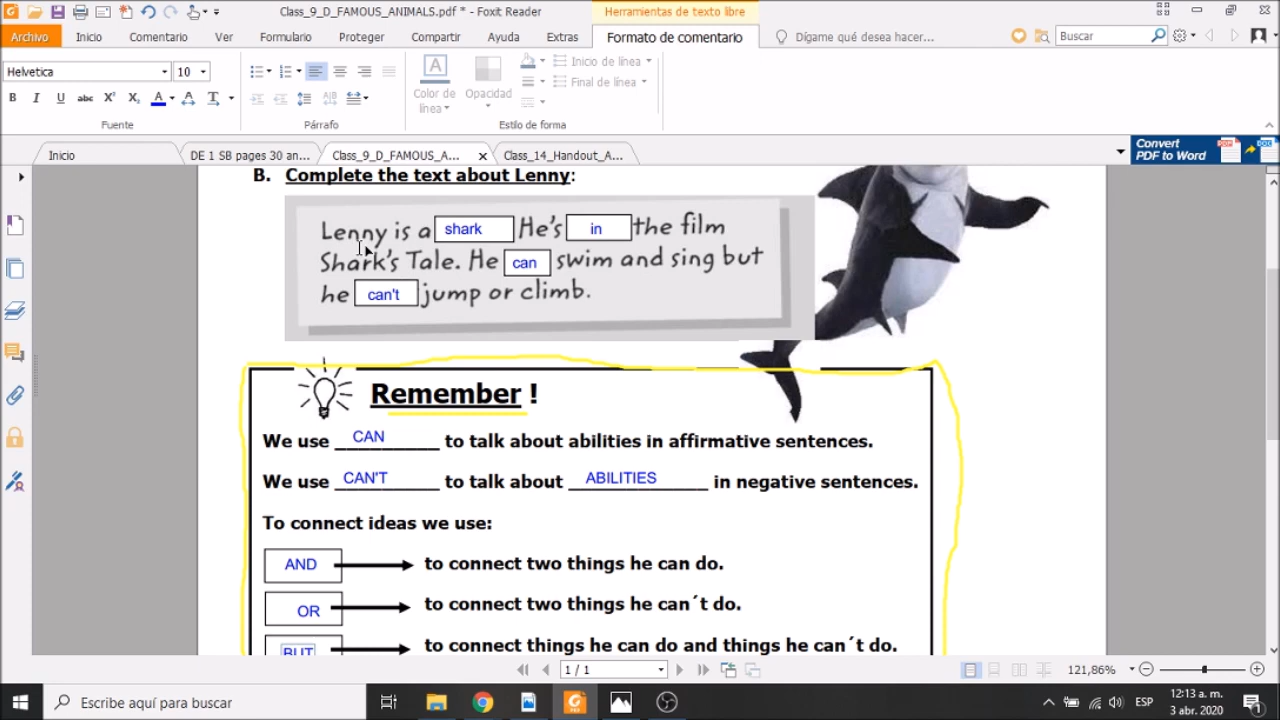 Class_9_D_FAMOUS_ANIMALS.pdf * - Foxit Reader
Herramientas de texto libre
Archivo
Inicio
Comentario
Ver
Formulario
Proteger
Compartir
Ayuda
Extras
Formato de comentario
Dígame qué desea hacer...
Buscar
Helvetica
10
Inicio de línea
Final de línea
Color de línea
Opacidad
Fuente
Párrafo
Estilo de forma
Inicio
DE 1 SB pages 30 an...
Class_9_D_FAMOUS_A...
Class_14_Handout_A...
Convert
PDF to Word
B. Complete the text about Lenny:
Lenny is a shark He's in the film
Shark's Tale. He can swim and sing but
he can't jump or climb.
Remember !
We use CAN to talk about abilities in affirmative sentences.
We use CAN'T to talk about ABILITIES in negative sentences.
To connect ideas we use:
AND to connect two things he can do.
OR to connect two things he can´t do.
BUT to connect things he can do and things he can´t do.
1 / 1
121,86%
Escribe aquí para buscar
ESP
12:13 a. m.
3 abr. 2020